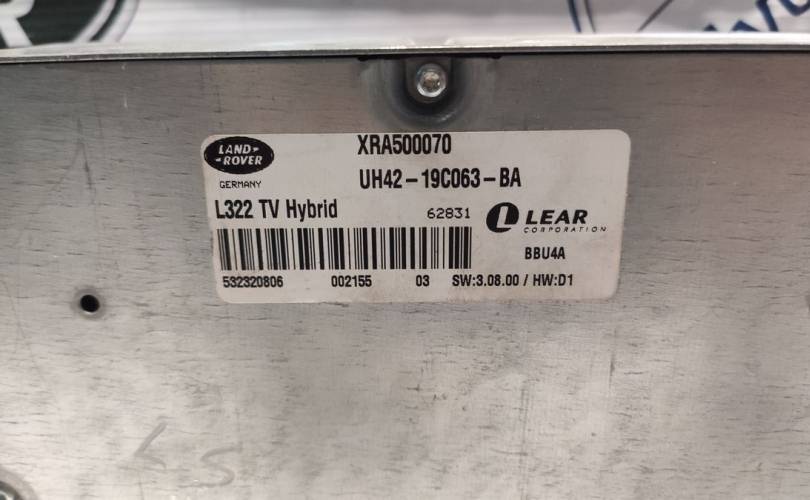 XRA500070
LAND-
-ROVER
GERMANY
UH42-19C063-BA
L322 TV Hybrid
62831
LEAR
CORPORATION
BBU4A
532320806 002155 03 SW:3.08.00 / HW:D1